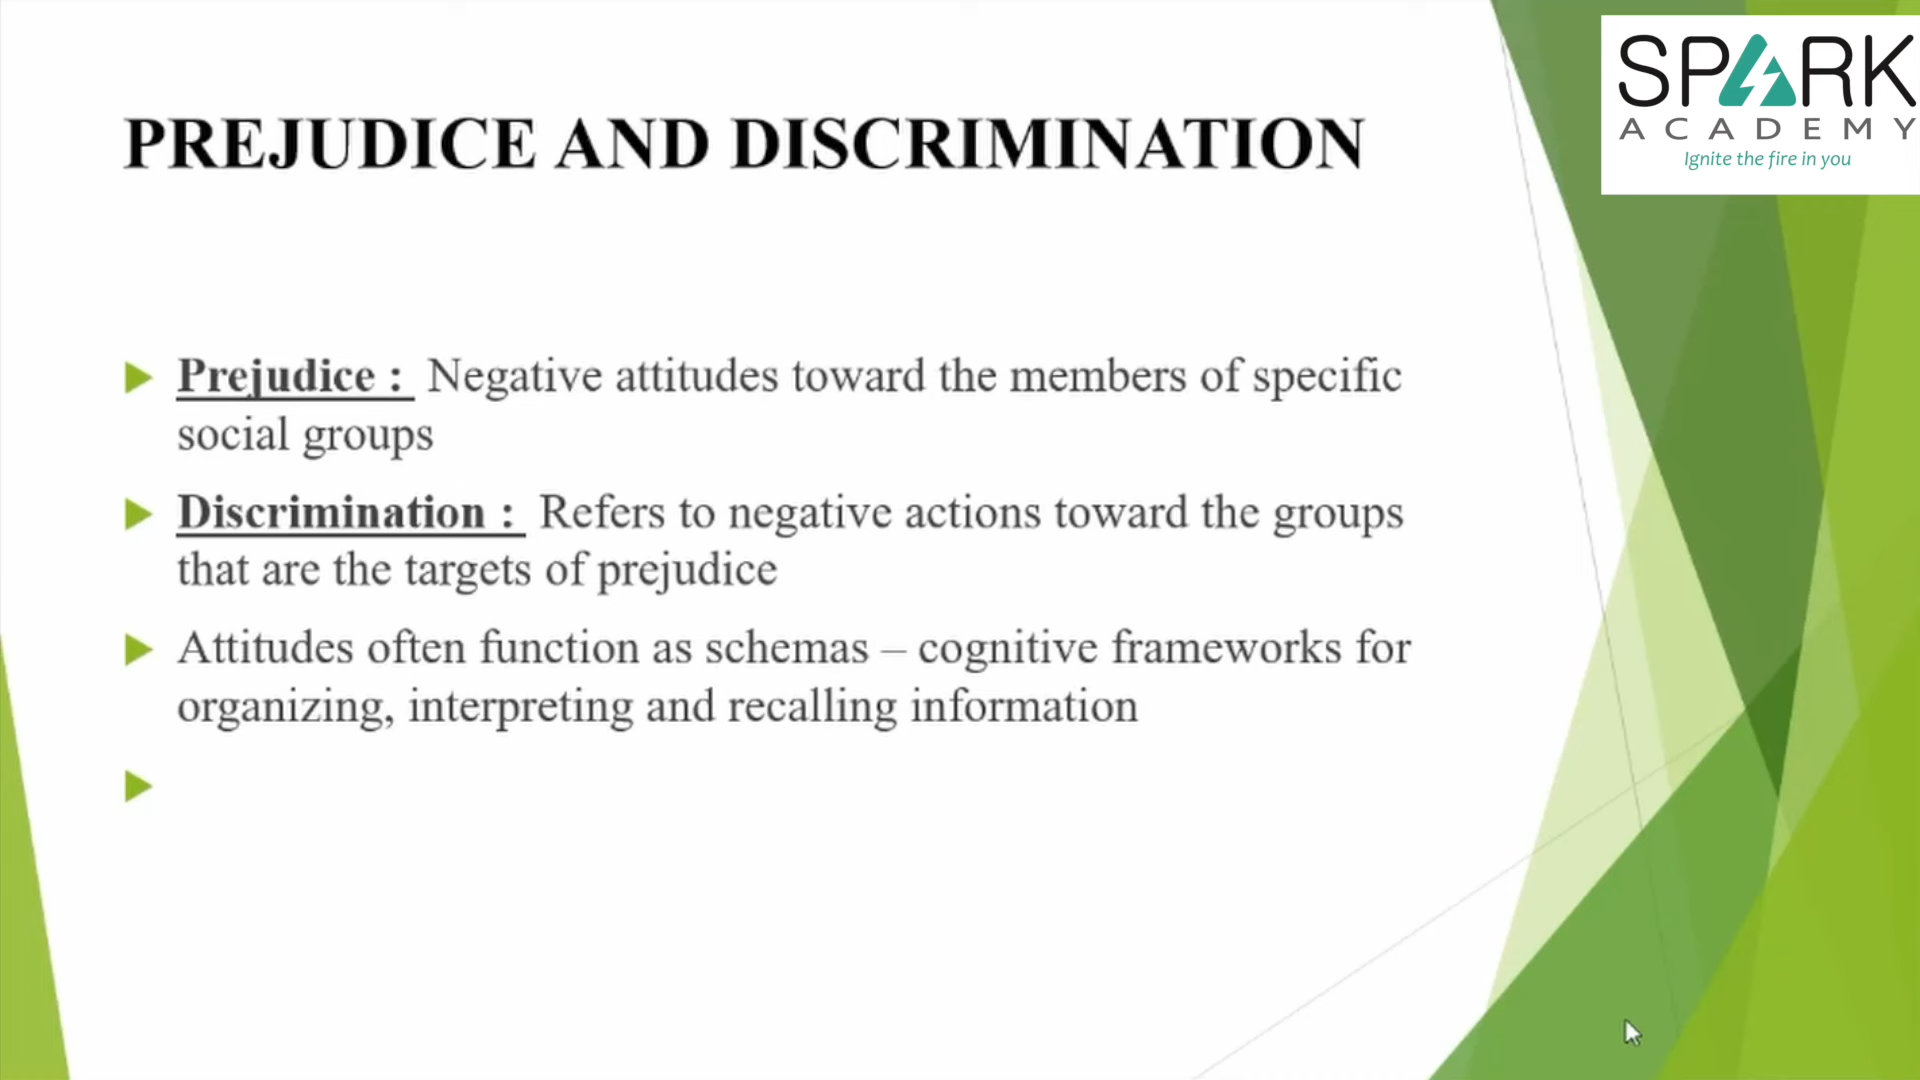 SPARK
ACADEMY
Ignite the fire in you
PREJUDICE AND DISCRIMINATION
Prejudice : Negative attitudes toward the members of specific
social groups
Discrimination : Refers to negative actions toward the groups
that are the targets of prejudice
Attitudes often function as schemas – cognitive frameworks for
organizing, interpreting and recalling information